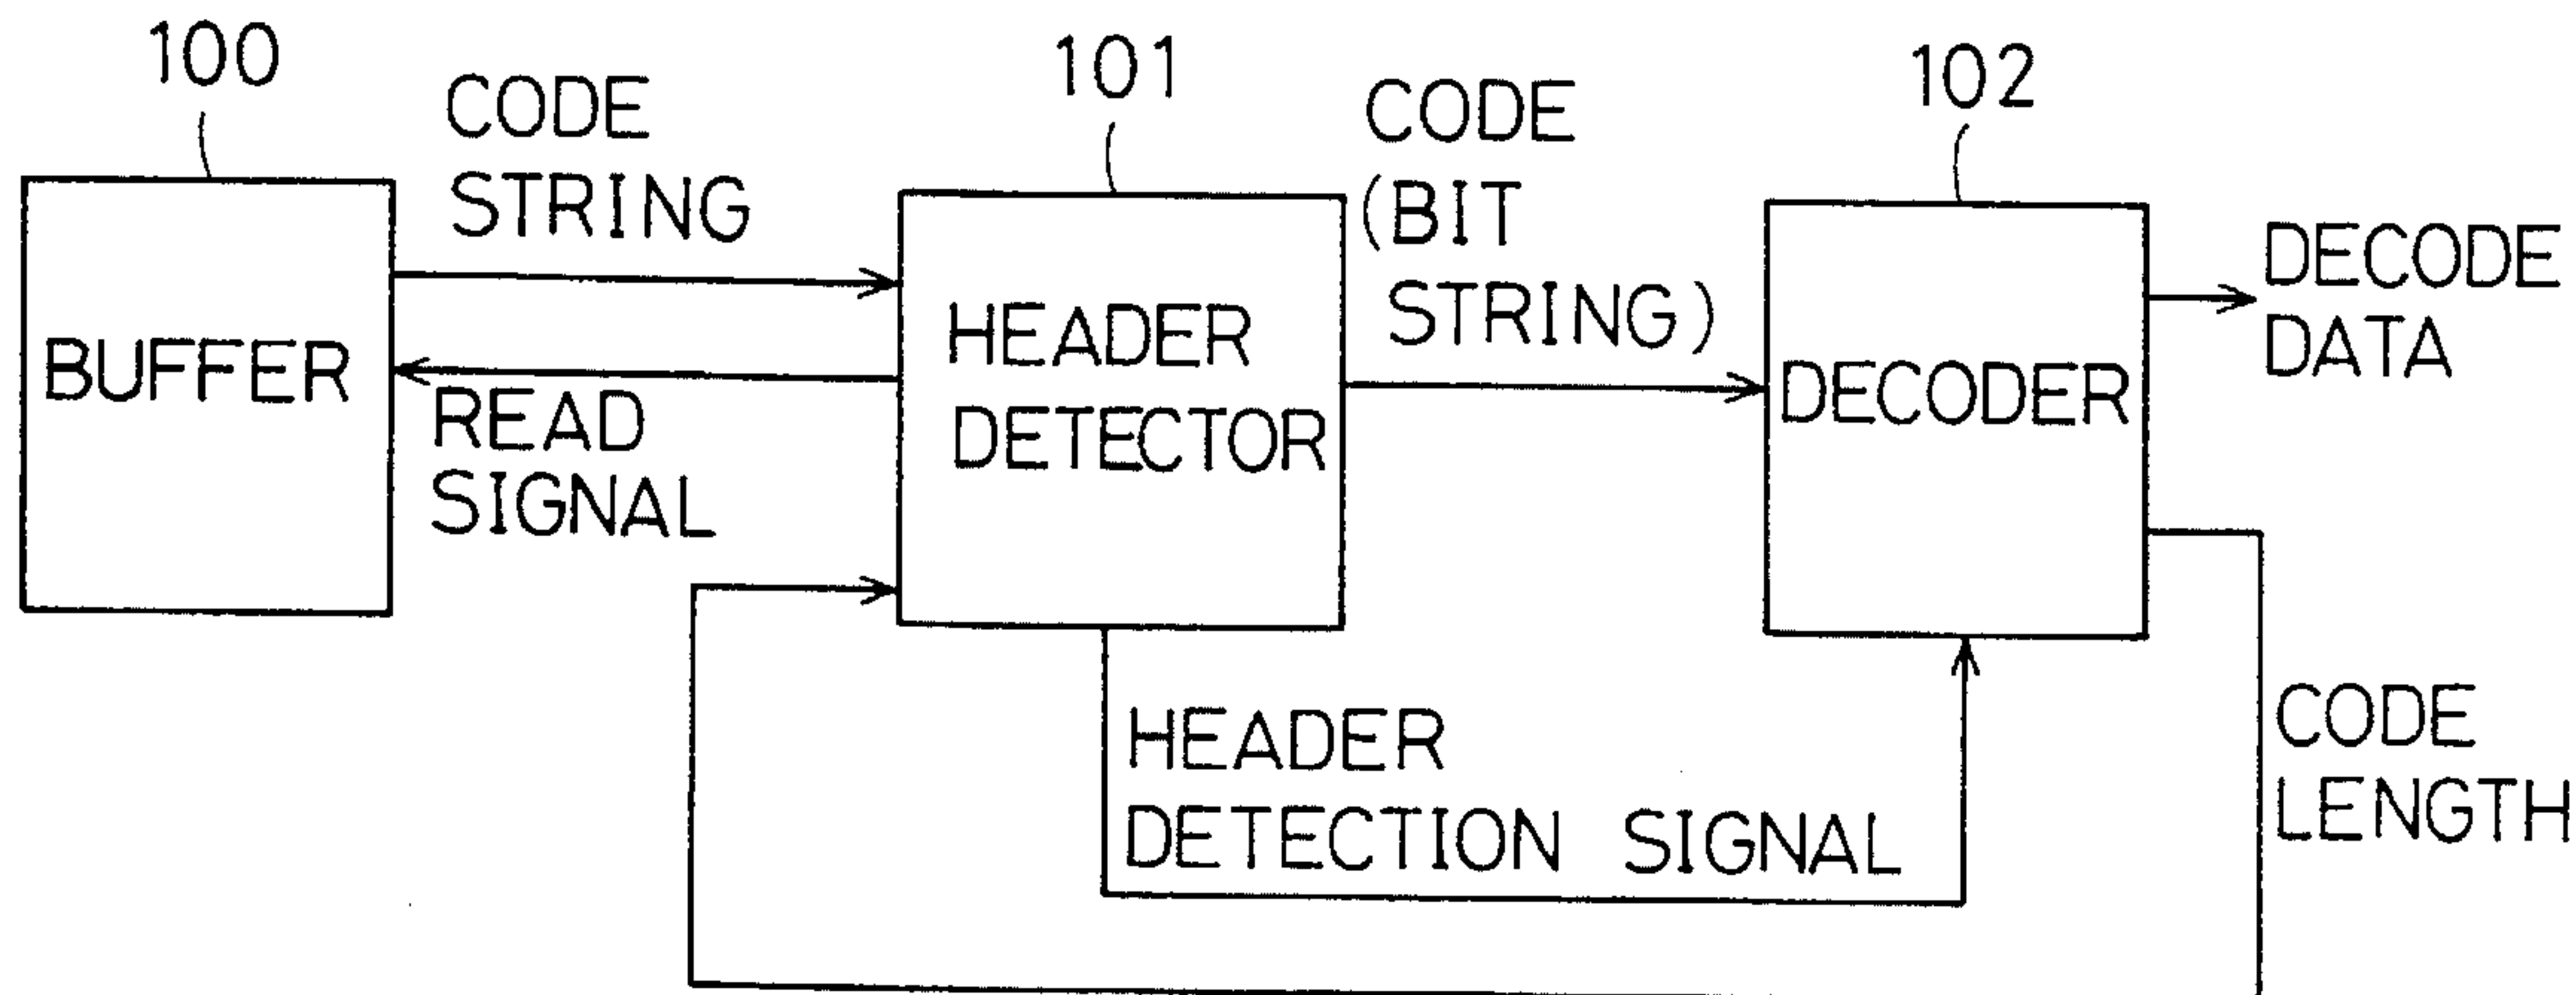 100
CODE
STRING
101
CODE
(BIT
STRING)
102
BUFFER
READ
SIGNAL
HEADER
DETECTOR
DECODER
DECODE
DATA
HEADER
DETECTION SIGNAL
CODE
LENGTH